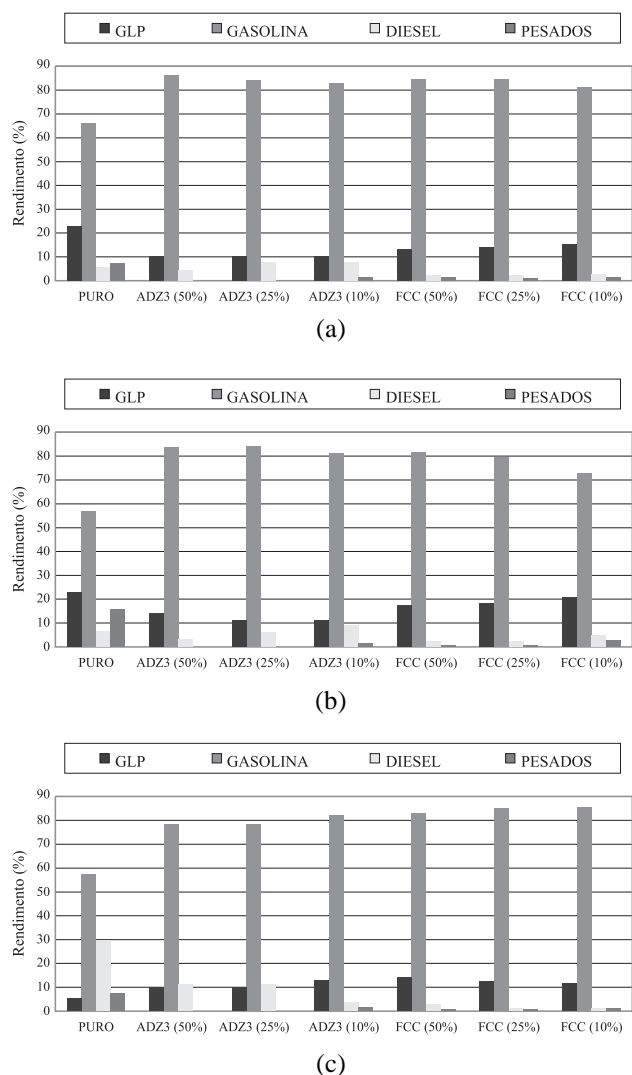 GLP GASOLINA DIESEL PESADOS
90
80
70
60
50
40
30
20
10
0
Rendimento (%)
PURO ADZ3 (50%) ADZ3 (25%) ADZ3 (10%) FCC (50%) FCC (25%) FCC (10%)
(a)
GLP GASOLINA DIESEL PESADOS
90
80
70
60
50
40
30
20
10
0
Rendimento (%)
PURO ADZ3 (50%) ADZ3 (25%) ADZ3 (10%) FCC (50%) FCC (25%) FCC (10%)
(b)
GLP GASOLINA DIESEL PESADOS
90
80
70
60
50
40
30
20
10
0
Rendimento (%)
PURO ADZ3 (50%) ADZ3 (25%) ADZ3 (10%) FCC (50%) FCC (25%) FCC (10%)
(c)